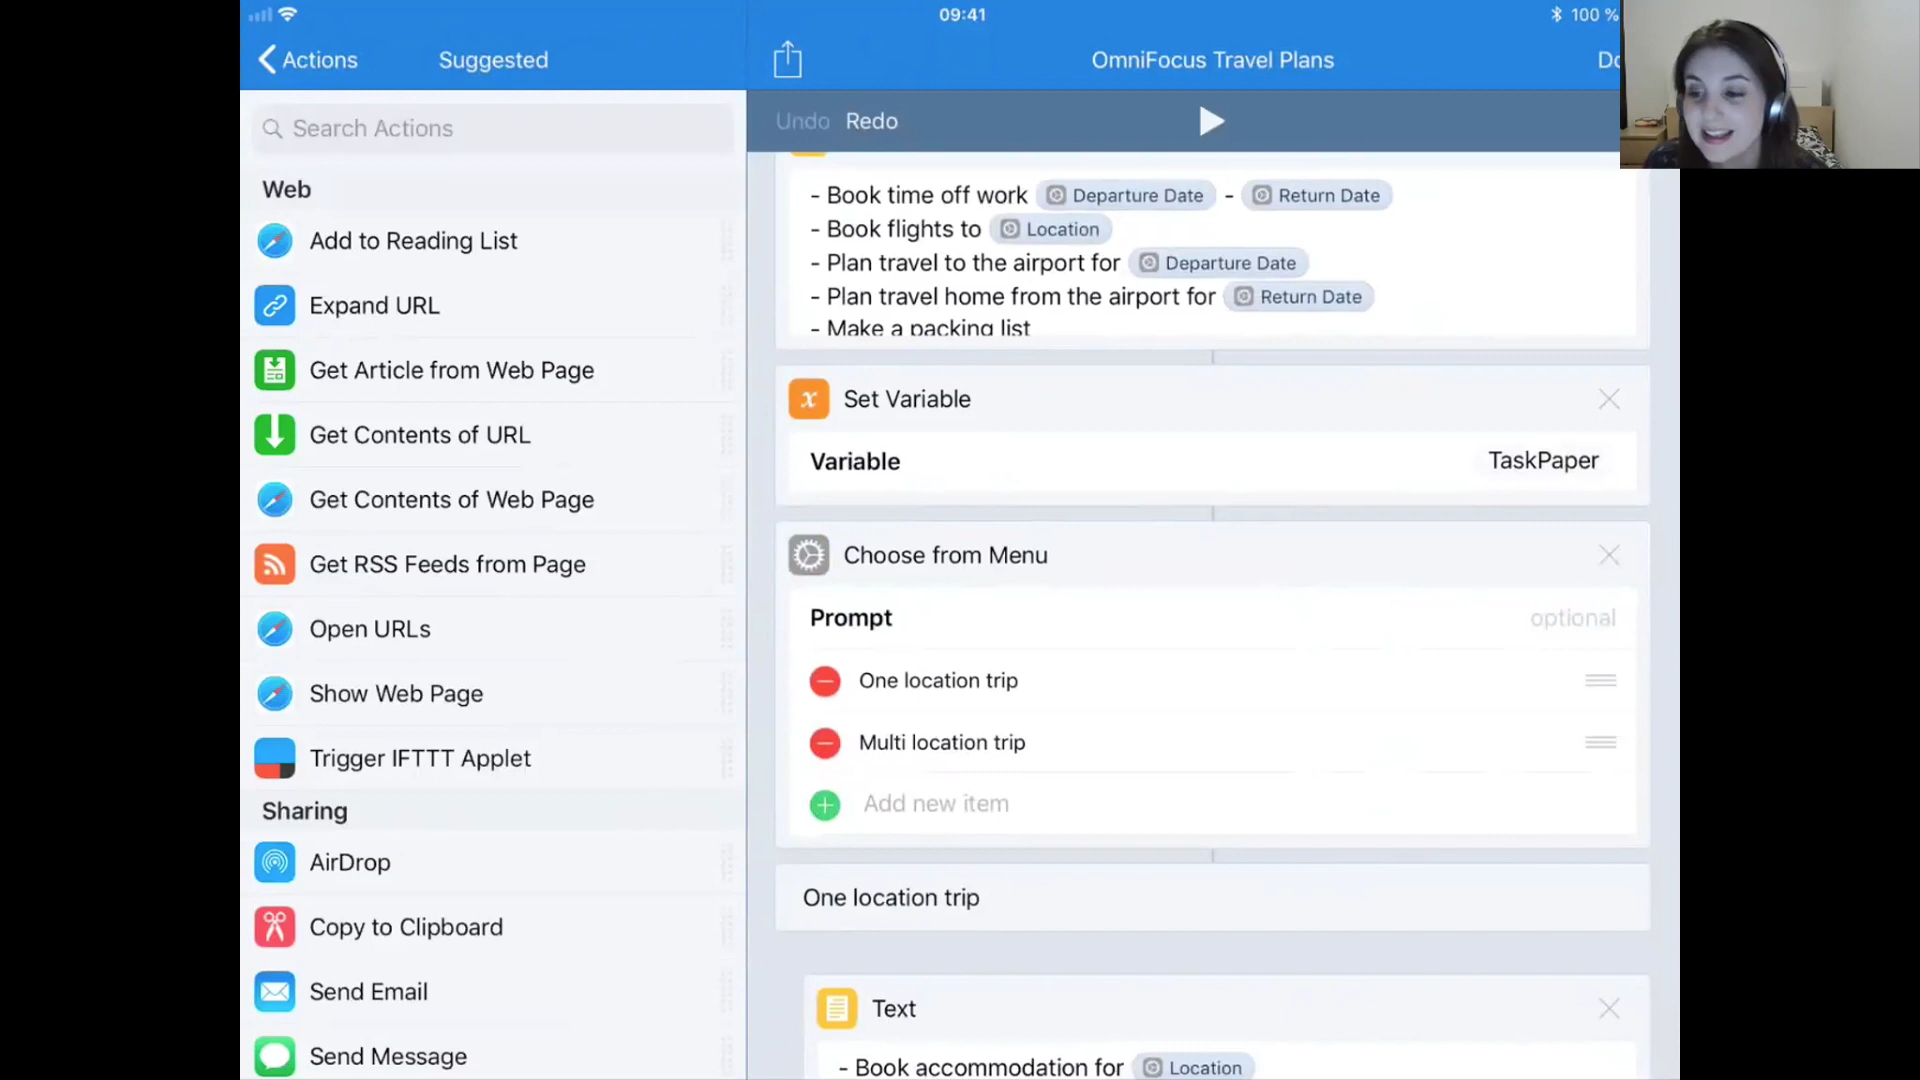 09:41
100 %
Actions
Suggested
OmniFocus Travel Plans
Search Actions
Undo Redo
Web
Add to Reading List
Expand URL
Get Article from Web Page
Get Contents of URL
Get Contents of Web Page
Get RSS Feeds from Page
Open URLs
Show Web Page
Trigger IFTTT Applet
Sharing
AirDrop
Copy to Clipboard
Send Email
Send Message
- Book time off work Departure Date - Return Date
- Book flights to Location
- Plan travel to the airport for Departure Date
- Plan travel home from the airport for Return Date
- Make a packing list
Set Variable
Variable TaskPaper
Choose from Menu
Prompt optional
One location trip
Multi location trip
Add new item
One location trip
Text
- Book accommodation for Location